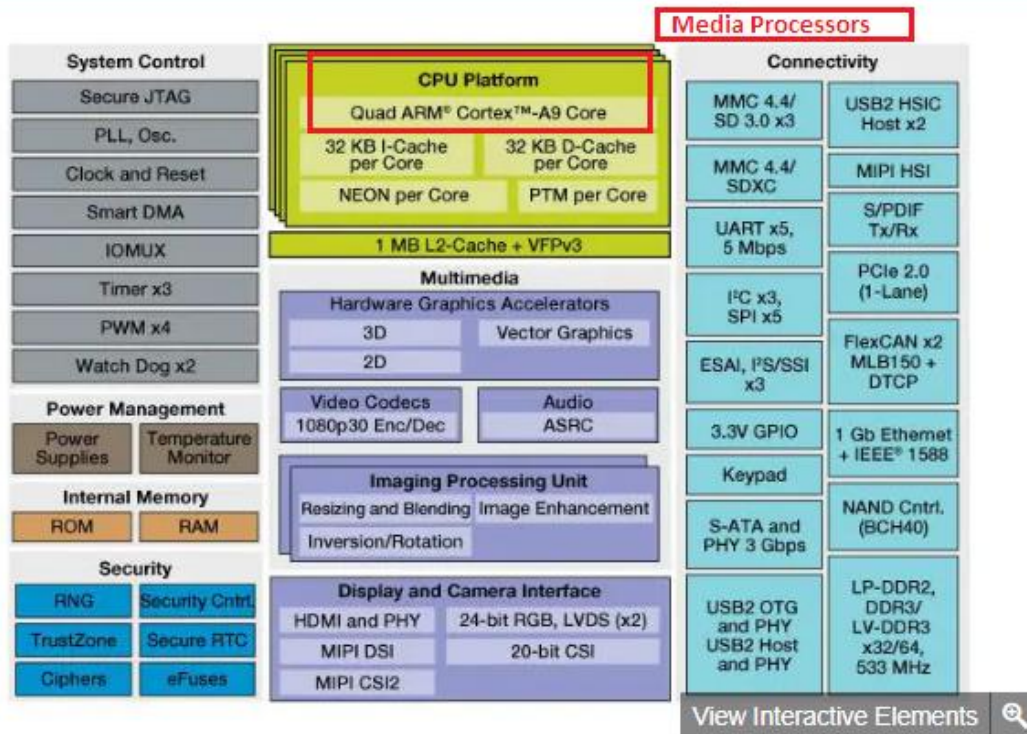 Media Processors
System Control
Secure JTAG
PLL, Osc.
Clock and Reset
Smart DMA
IOMUX
Timer x3
PWM x4
Watch Dog x2
Power Management
Power
Supplies
Temperature
Monitor
Internal Memory
ROM
RAM
Security
RNG
Security Cntrl.
TrustZone
Secure RTC
Ciphers
eFuses
CPU Platform
Quad ARM® Cortex™-A9 Core
32 KB I-Cache
per Core
32 KB D-Cache
per Core
NEON per Core
PTM per Core
1 MB L2-Cache + VFPv3
Multimedia
Hardware Graphics Accelerators
3D
Vector Graphics
2D
Video Codecs
1080p30 Enc/Dec
Audio
ASRC
Imaging Processing Unit
Resizing and Blending
Image Enhancement
Inversion/Rotation
Display and Camera Interface
HDMI and PHY
24-bit RGB, LVDS (x2)
MIPI DSI
20-bit CSI
MIPI CSI2
Connectivity
MMC 4.4/
SD 3.0 x3
MMC 4.4/
SDXC
UART x5,
5 Mbps
I²C x3,
SPI x5
ESAI, I²S/SSI
x3
3.3V GPIO
Keypad
S-ATA and
PHY 3 Gbps
USB2 OTG
and PHY
USB2 Host
and PHY
USB2 HSIC
Host x2
MIPI HSI
S/PDIF
Tx/Rx
PCIe 2.0
(1-Lane)
FlexCAN x2
MLB150 +
DTCP
1 Gb Ethernet
+ IEEE® 1588
NAND Cntrl.
(BCH40)
LP-DDR2,
DDR3/
LV-DDR3
x32/64,
533 MHz
View Interactive Elements